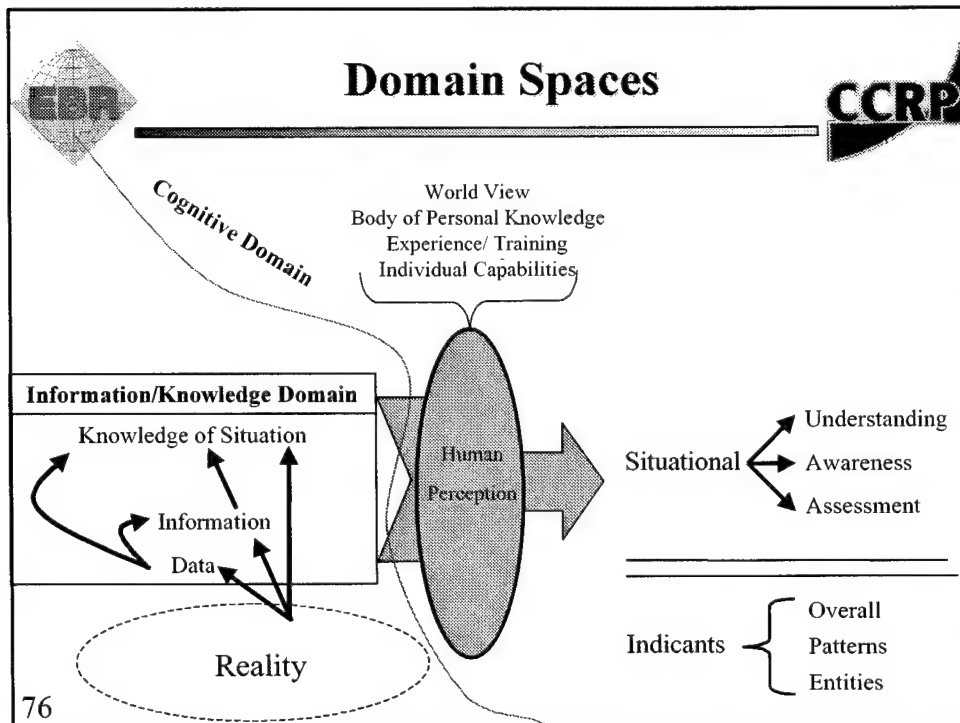 EBR
Domain Spaces
CCRP
Cognitive Domain
World View
Body of Personal Knowledge
Experience/ Training
Individual Capabilities
Information/Knowledge Domain
Knowledge of Situation
Information
Data
Reality
Human
Perception
Situational
Understanding
Awareness
Assessment
Indicants
Overall
Patterns
Entities
76